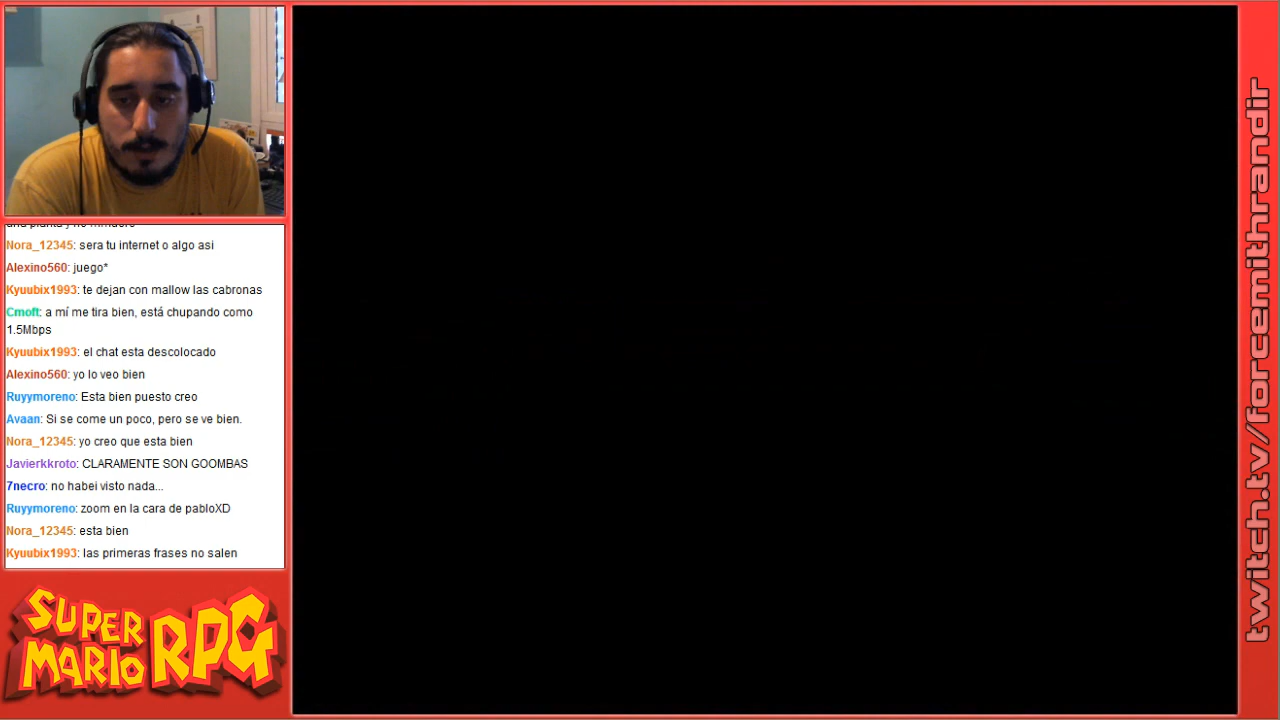 Nora_12345: sera tu internet o algo asi
Alexino560: juego*
Kyuubix1993: te dejan con mallow las cabronas
Cmoft: a mí me tira bien, está chupando como
1.5Mbps
Kyuubix1993: el chat esta descolocado
Alexino560: yo lo veo bien
Ruyymoreno: Esta bien puesto creo
Avaan: Si se come un poco, pero se ve bien.
Nora_12345: yo creo que esta bien
Javierkkroto: CLARAMENTE SON GOOMBAS
7necro: no habei visto nada...
Ruyymoreno: zoom en la cara de pabloXD
Nora_12345: esta bien
Kyuubix1993: las primeras frases no salen
SUPER
MARIO RPG
twitch.tv/forcemithrandir